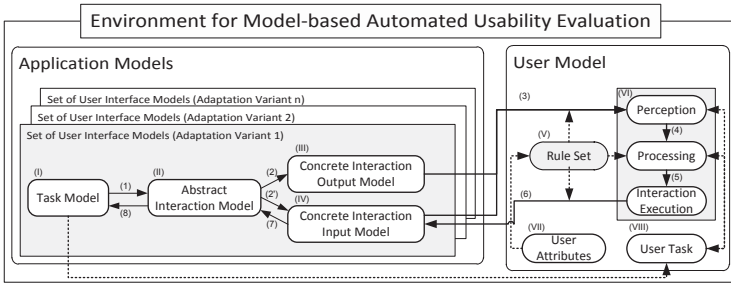 Environment for Model-based Automated Usability Evaluation
Application Models
Set of User Interface Models (Adaptation Variant n)
Set of User Interface Models (Adaptation Variant 2)
Set of User Interface Models (Adaptation Variant 1)
(I)
Task Model
(1)
(8)
(II)
Abstract
Interaction Model
(2)
(2')
(7)
(III)
Concrete Interaction
Output Model
(IV)
Concrete Interaction
Input Model
User Model
(3)
(6)
(V)
Rule Set
(VI)
Perception
(4)
Processing
(5)
Interaction
Execution
(VII)
User
Attributes
(VIII)
User Task